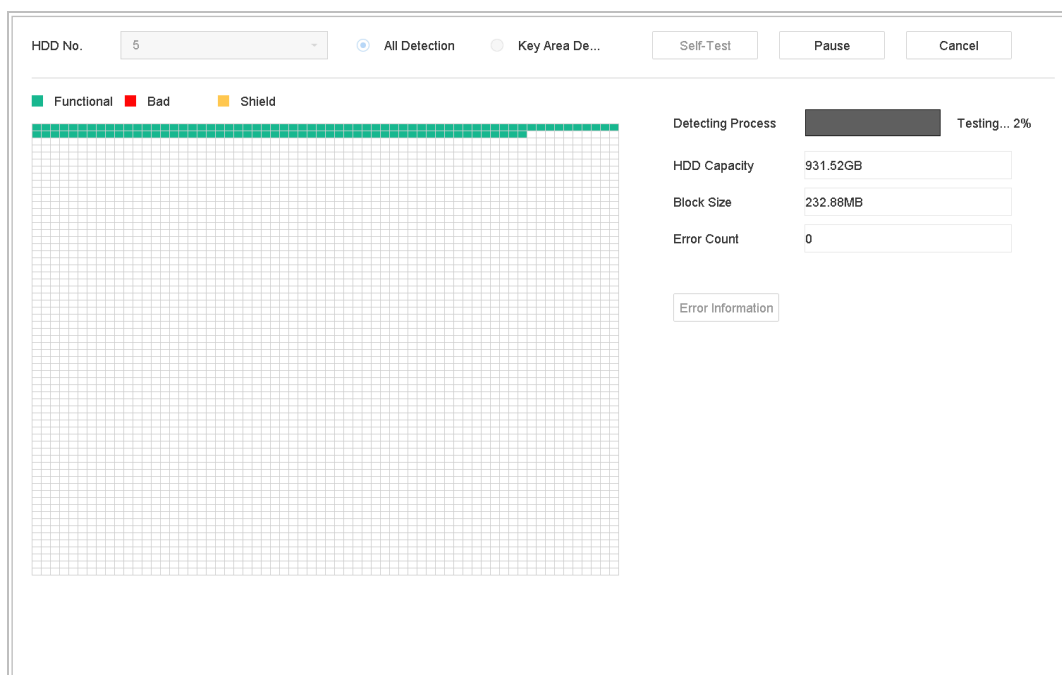 HDD No. 5 All Detection Key Area De... Self-Test Pause Cancel
Functional Bad Shield
Detecting Process Testing... 2%
HDD Capacity 931.52GB
Block Size 232.88MB
Error Count 0
Error Information